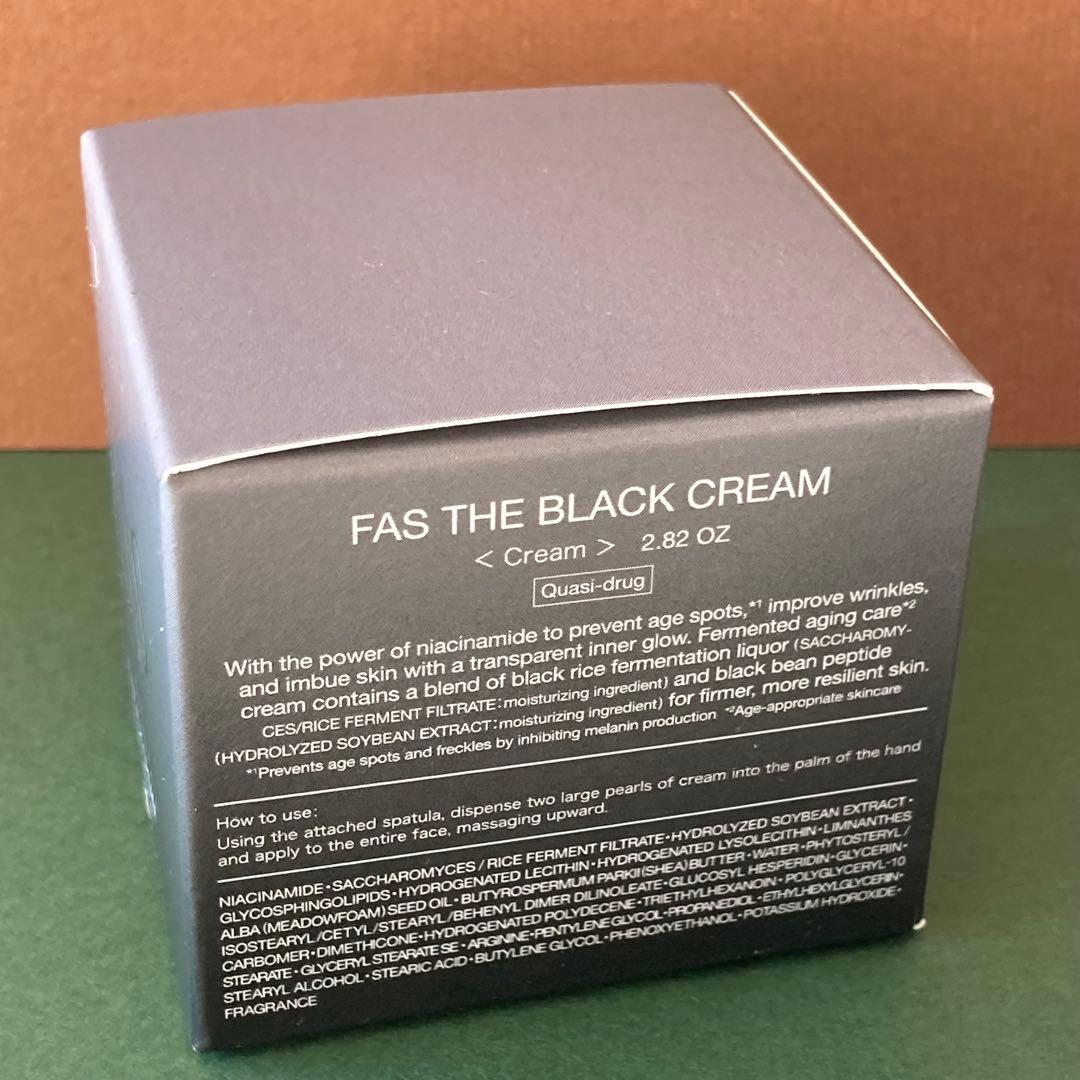 FAS THE BLACK CREAM
< Cream > 2.82 OZ
Quasi-drug
With the power of niacinamide to prevent age spots,*1 improve wrinkles,
and imbue skin with a transparent inner glow. Fermented aging care*2
cream contains a blend of black rice fermentation liquor (SACCHAROMY-
CES/RICE FERMENT FILTRATE:moisturizing ingredient) and black bean peptide
(HYDROLYZED SOYBEAN EXTRACT:moisturizing ingredient) for firmer, more resilient skin.
*1Prevents age spots and freckles by inhibiting melanin production *2Age-appropriate skincare
How to use:
Using the attached spatula, dispense two large pearls of cream into the palm of the hand
and apply to the entire face, massaging upward.
NIACINAMIDE・SACCHAROMYCES/RICE FERMENT FILTRATE・HYDROLYZED SOYBEAN EXTRACT・
GLYCOSPHINGOLIPIDS・HYDROGENATED LECITHIN・HYDROGENATED LYSOLECITHIN・LIMNANTHES
ALBA (MEADOWFOAM) SEED OIL・BUTYROSPERMUM PARKII(SHEA)BUTTER・WATER・PHYTOSTERYL/
ISOSTEARYL/CETYL/STEARYL/BEHENYL DIMER DILINOLEATE・GLUCOSYL HESPERIDIN・GLYCERIN・
CARBOMER・DIMETHICONE・HYDROGENATED POLYDECENE・TRIETHYLHEXANOIN・POLYGLYCERYL-10
STEARATE・GLYCERYL STEARATE SE・ARGININE・PENTYLENE GLYCOL・PROPANEDIOL・ETHYLHEXYLGLYCERIN・
STEARYL ALCOHOL・STEARIC ACID・BUTYLENE GLYCOL・PHENOXYETHANOL・POTASSIUM HYDROXIDE・
FRAGRANCE